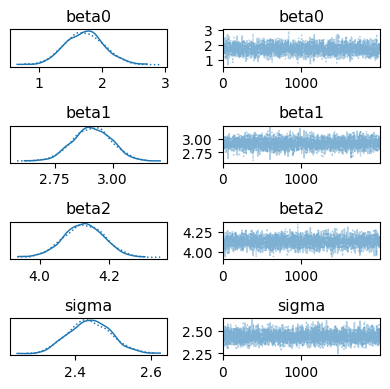 beta0 beta0
3
2
1
1 2 3 0 1000
beta1 beta1
3.00
2.75
2.75 3.00 0 1000
beta2 beta2
4.25
4.00
4.0 4.2 0 1000
sigma sigma
2.50
2.25
2.4 2.6 0 1000